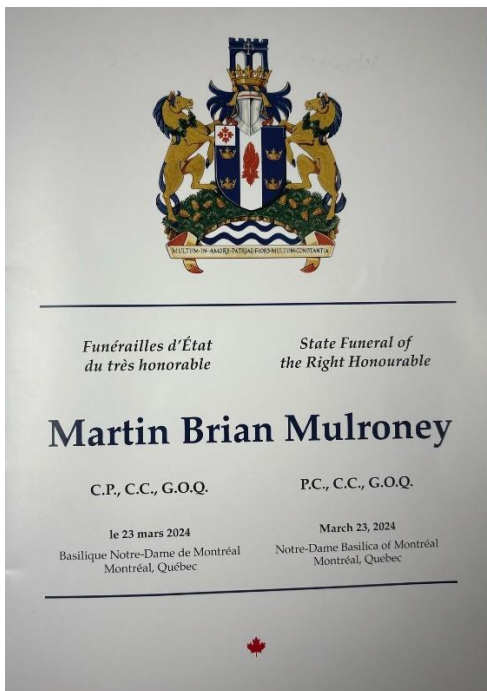 MULTUM·IN·AMORE·PATRIAE·FIDES·MULTUM·CONSTANTIA
Funérailles d'État
du très honorable
State Funeral of
the Right Honourable
Martin Brian Mulroney
C.P., C.C., G.O.Q.
P.C., C.C., G.O.Q.
le 23 mars 2024
Basilique Notre-Dame de Montréal
Montréal, Québec
March 23, 2024
Notre-Dame Basilica of Montréal
Montréal, Quebec